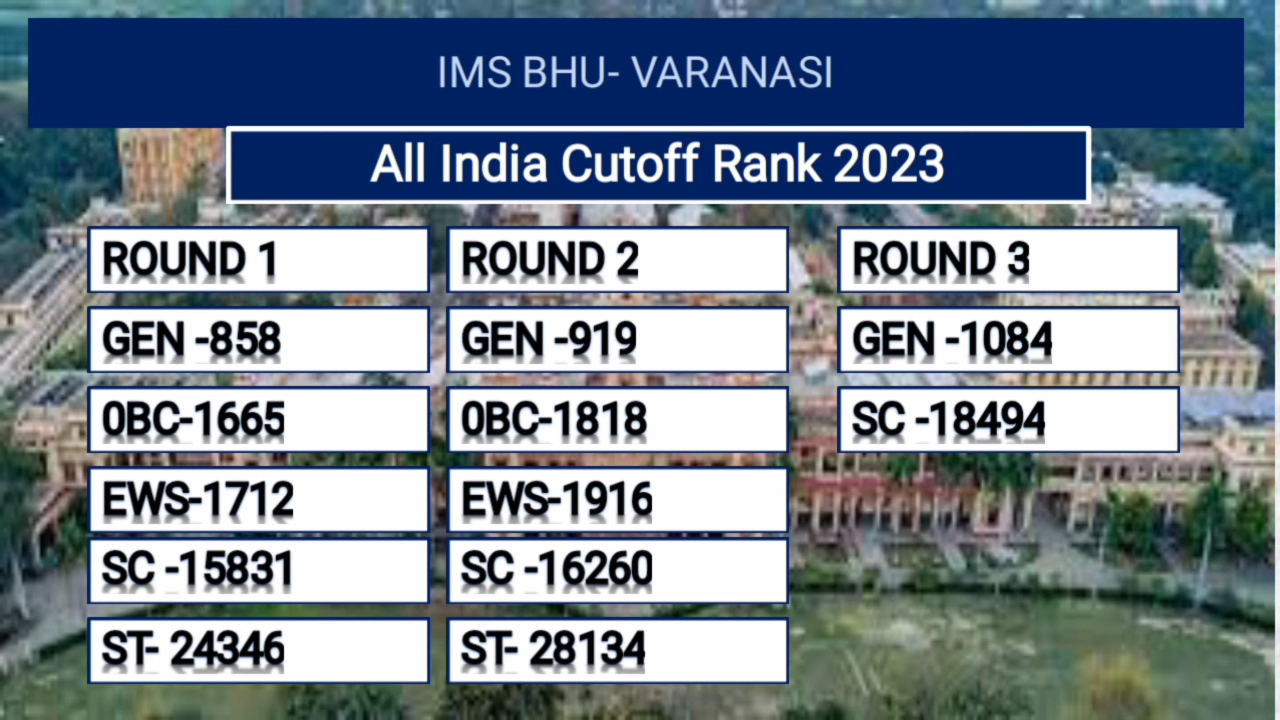 IMS BHU- VARANASI
All India Cutoff Rank 2023
ROUND 1
GEN -858
0BC-1665
EWS-1712
SC -15831
ST- 24346
ROUND 2
GEN -919
0BC-1818
EWS-1916
SC -16260
ST- 28134
ROUND 3
GEN -1084
SC -18494